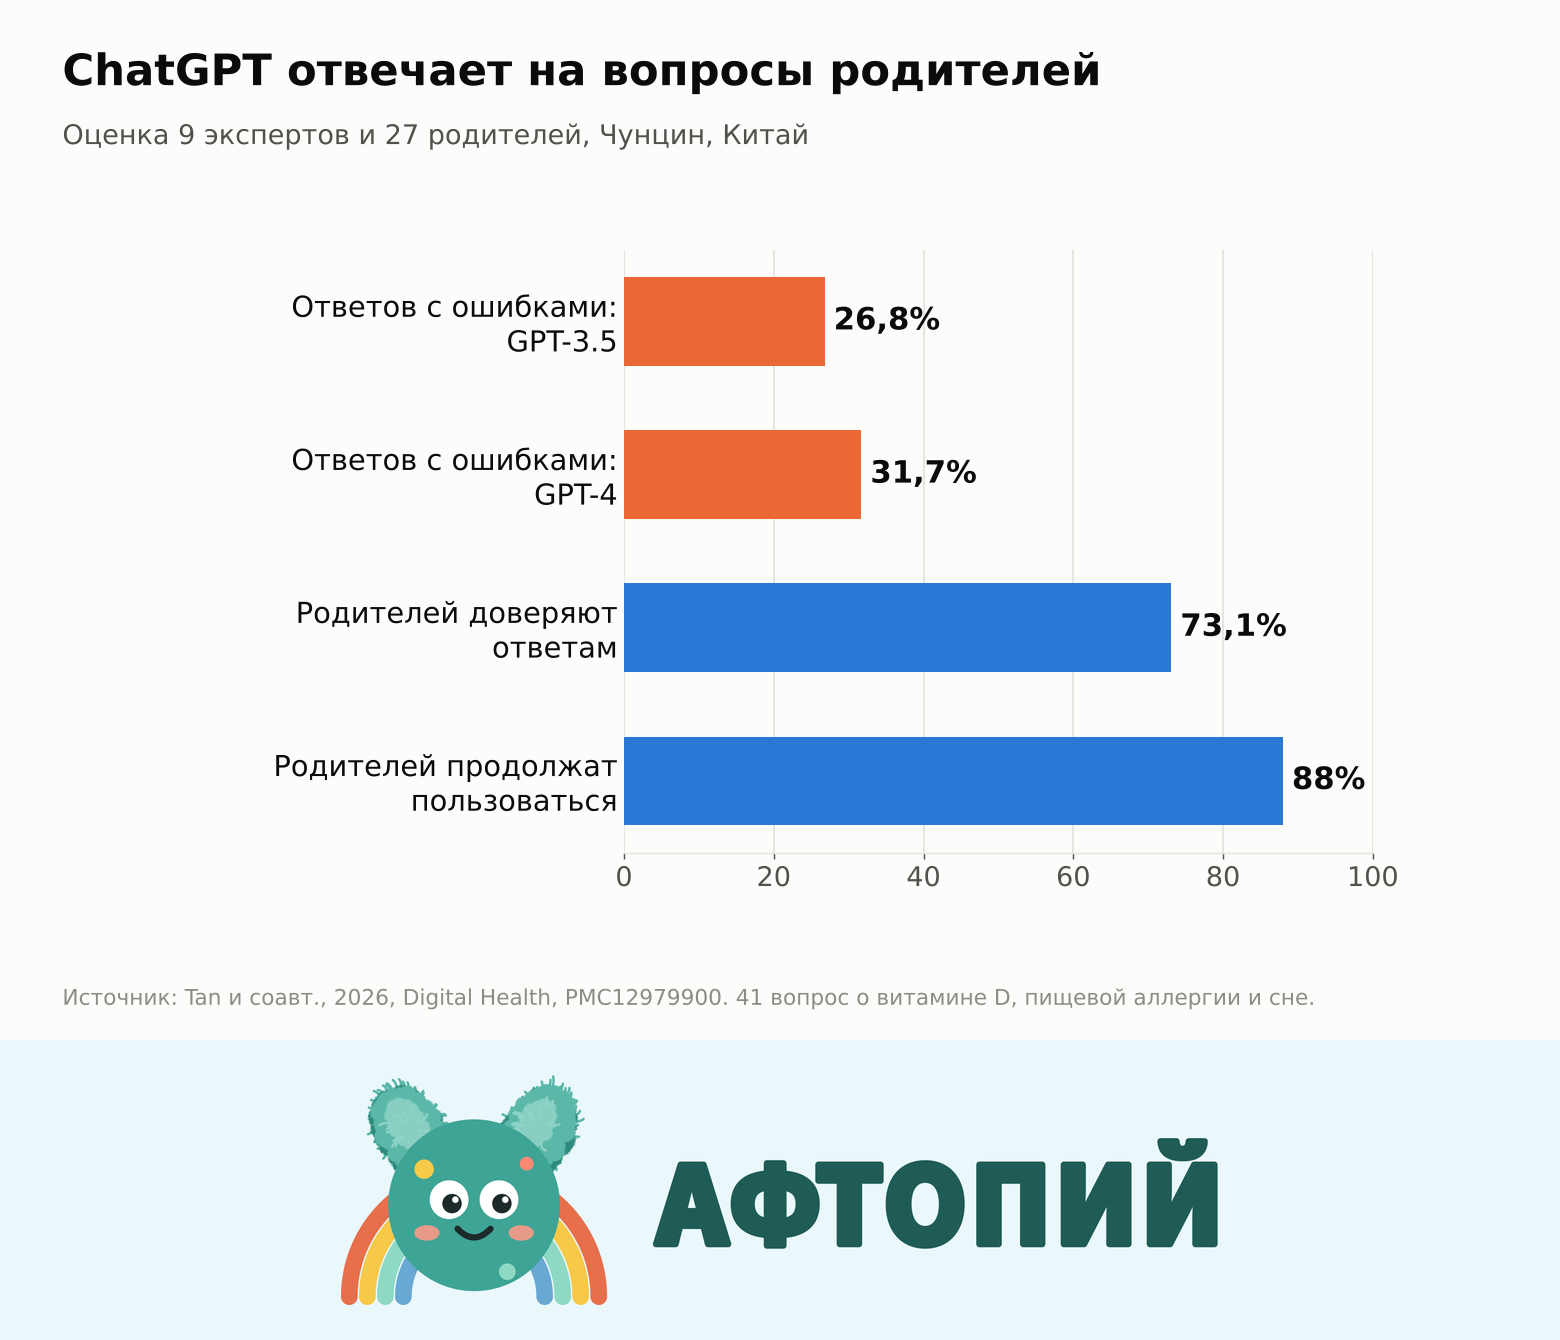 ChatGPT отвечает на вопросы родителей
Оценка 9 экспертов и 27 родителей, Чунцин, Китай
Ответов с ошибками:
GPT-3.5
26,8%
Ответов с ошибками:
GPT-4
31,7%
Родителей доверяют
ответам
73,1%
Родителей продолжат
пользоваться
88%
0 20 40 60 80 100
Источник: Tan и соавт., 2026, Digital Health, PMC12979900. 41 вопрос о витамине D, пищевой аллергии и сне.
АФТОПИЙ